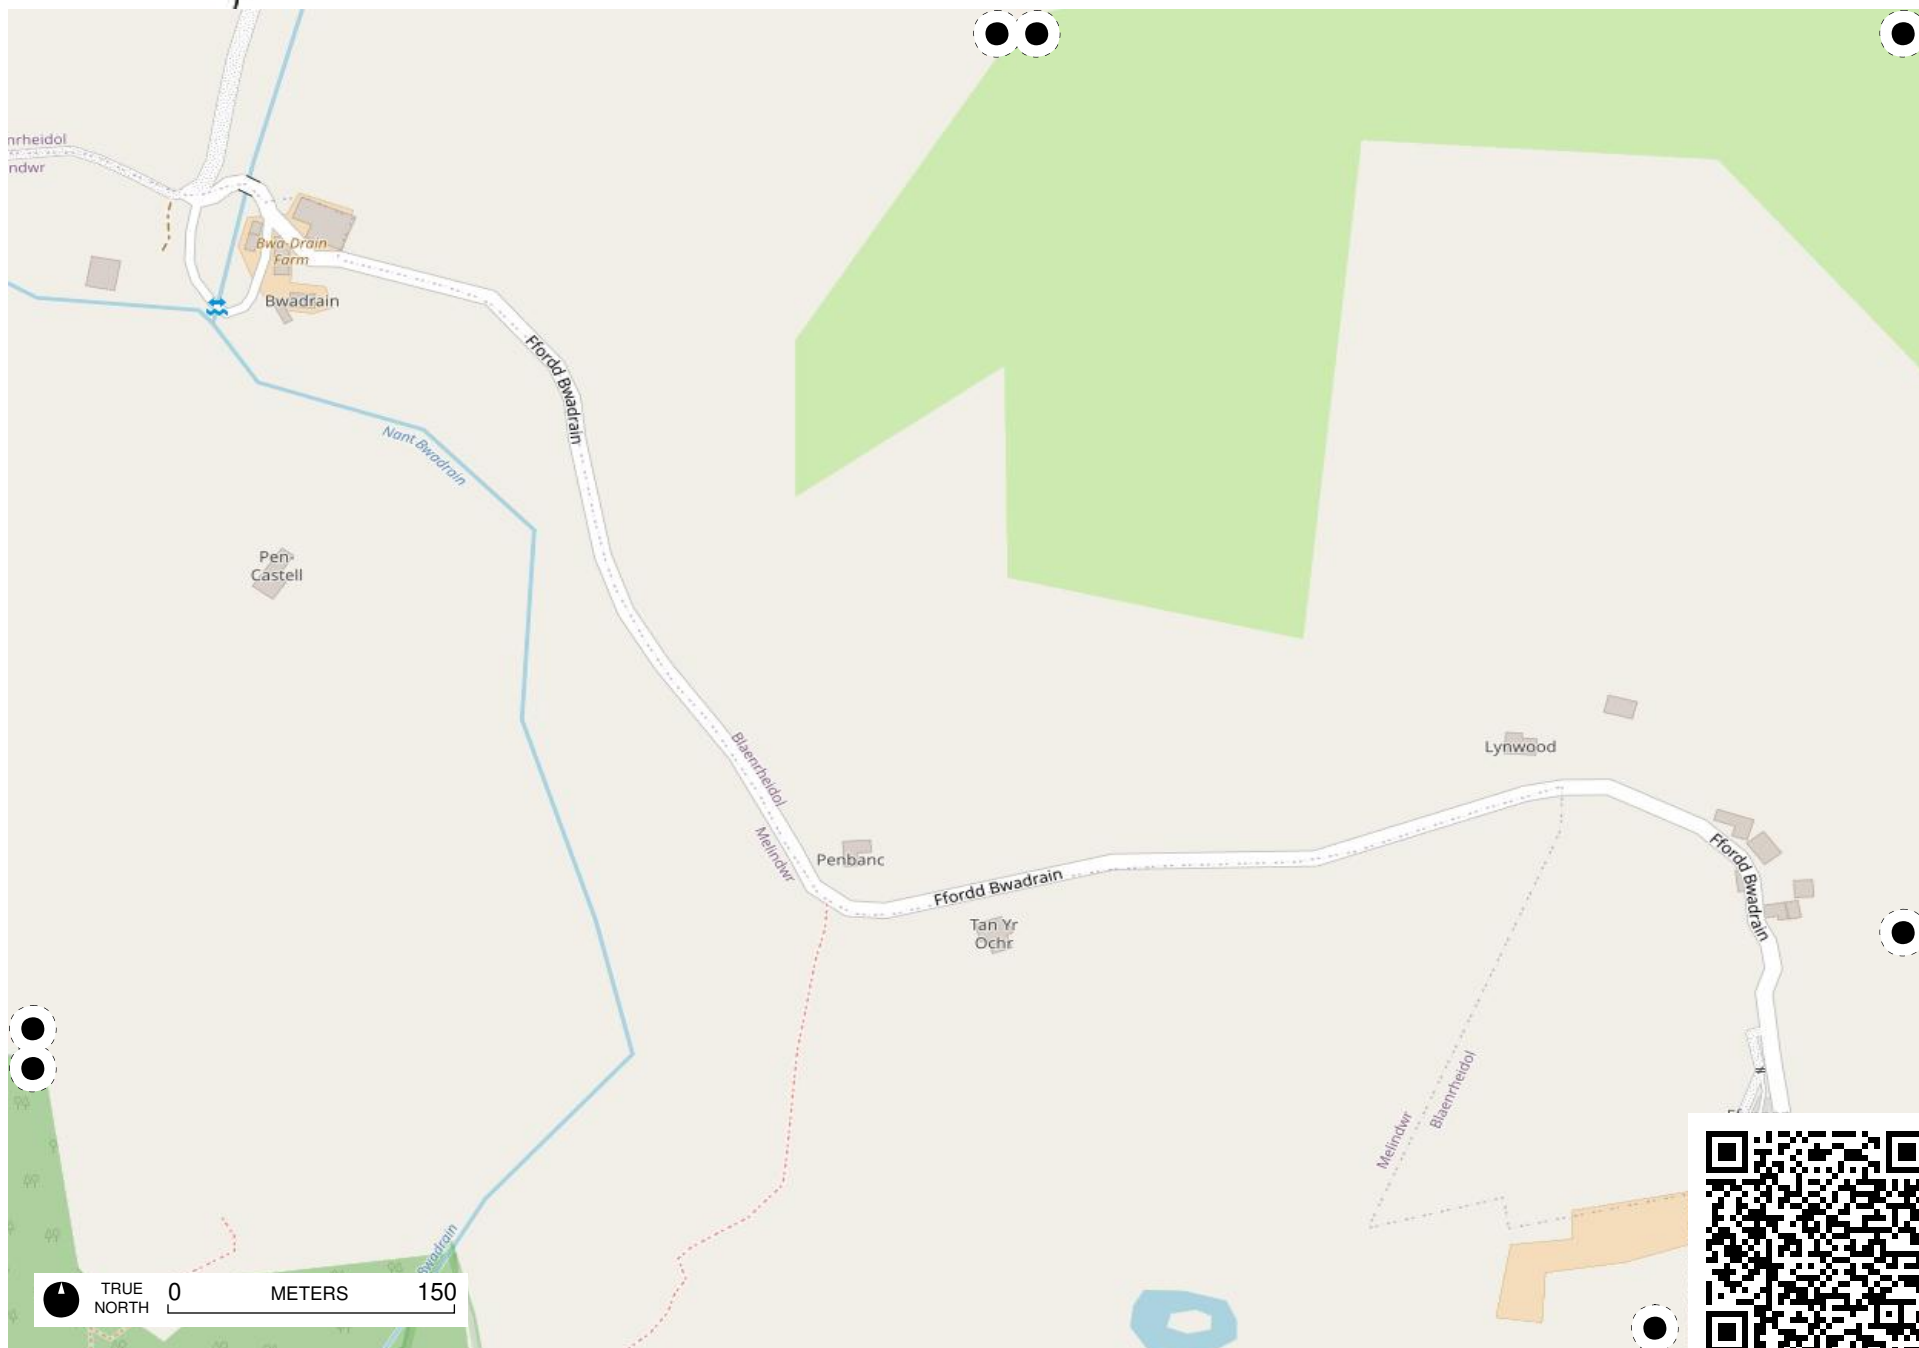 nrheidol
ndwr
Bwa-Drain
Farm
Bwadrain
Ffordd Bwadrain
Nant Bwadrain
Pen-
Castell
Blaenrheidol
Melindwr
Penbanc
Lynwood
Ffordd Bwadrain
Ffordd Bwadrain
Tan Yr
Ochr
Blaenrheidol
Melindwr
Bwadrain
TRUE
NORTH
0 METERS 150